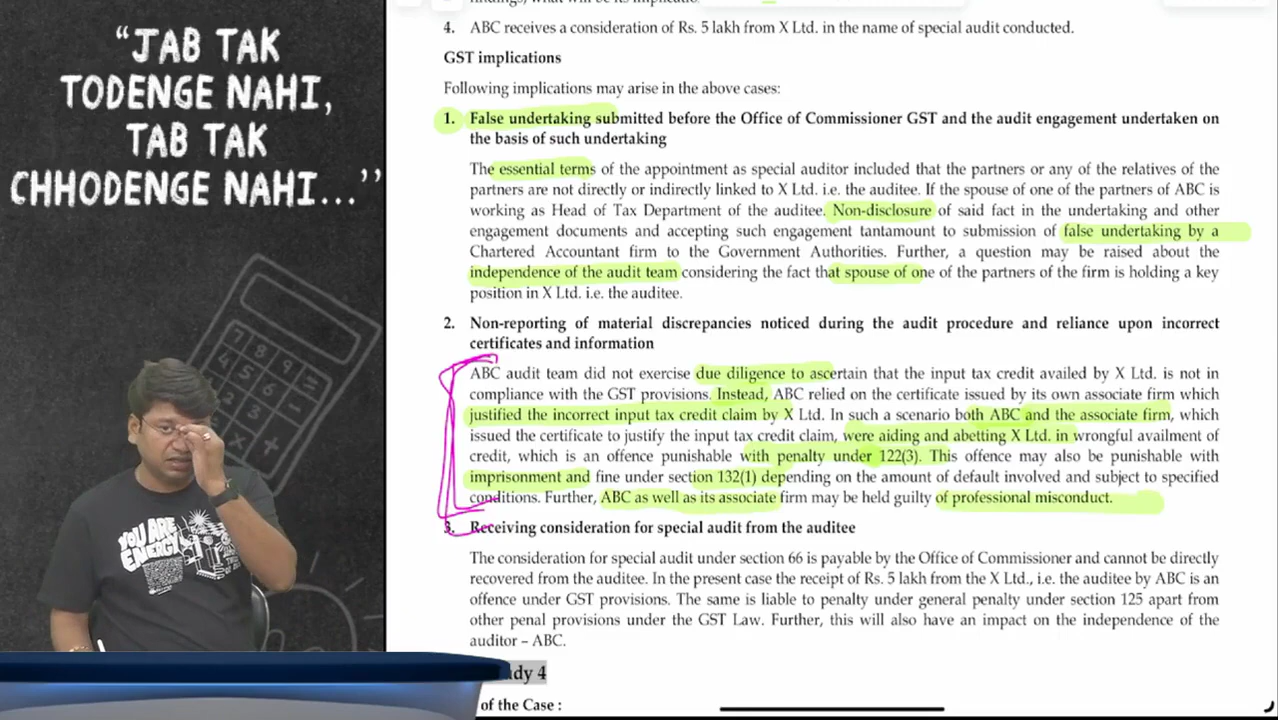 "JAB TAK
TODENGE NAHI,
TAB TAK
CHHODENGE NAHI...''
YOU ARE
ENERGY
4. ABC receives a consideration of Rs. 5 lakh from X Ltd. in the name of special audit conducted.
GST implications
Following implications may arise in the above cases:
1. False undertaking submitted before the Office of Commissioner GST and the audit engagement undertaken on
the basis of such undertaking
The essential terms of the appointment as special auditor included that the partners or any of the relatives of the
partners are not directly or indirectly linked to X Ltd. i.e. the auditee. If the spouse of one of the partners of ABC is
working as Head of Tax Department of the auditee. Non-disclosure of said fact in the undertaking and other
engagement documents and accepting such engagement tantamount to submission of false undertaking by a
Chartered Accountant firm to the Government Authorities. Further, a question may be raised about the
independence of the audit team considering the fact that spouse of one of the partners of the firm is holding a key
position in X Ltd. i.e. the auditee.
2. Non-reporting of material discrepancies noticed during the audit procedure and reliance upon incorrect
certificates and information
ABC audit team did not exercise due diligence to ascertain that the input tax credit availed by X Ltd. is not in
compliance with the GST provisions. Instead, ABC relied on the certificate issued by its own associate firm which
justified the incorrect input tax credit claim by X Ltd. In such a scenario both ABC and the associate firm, which
issued the certificate to justify the input tax credit claim, were aiding and abetting X Ltd. in wrongful availment of
credit, which is an offence punishable with penalty under 122(3). This offence may also be punishable with
imprisonment and fine under section 132(1) depending on the amount of default involved and subject to specified
conditions. Further, ABC as well as its associate firm may be held guilty of professional misconduct.
3. Receiving consideration for special audit from the auditee
The consideration for special audit under section 66 is payable by the Office of Commissioner and cannot be directly
recovered from the auditee. In the present case the receipt of Rs. 5 lakh from the X Ltd., i.e. the auditee by ABC is an
offence under GST provisions. The same is liable to penalty under general penalty under section 125 apart from
other penal provisions under the GST Law. Further, this will also have an impact on the independence of the
auditor – ABC.
dy 4
of the Case :